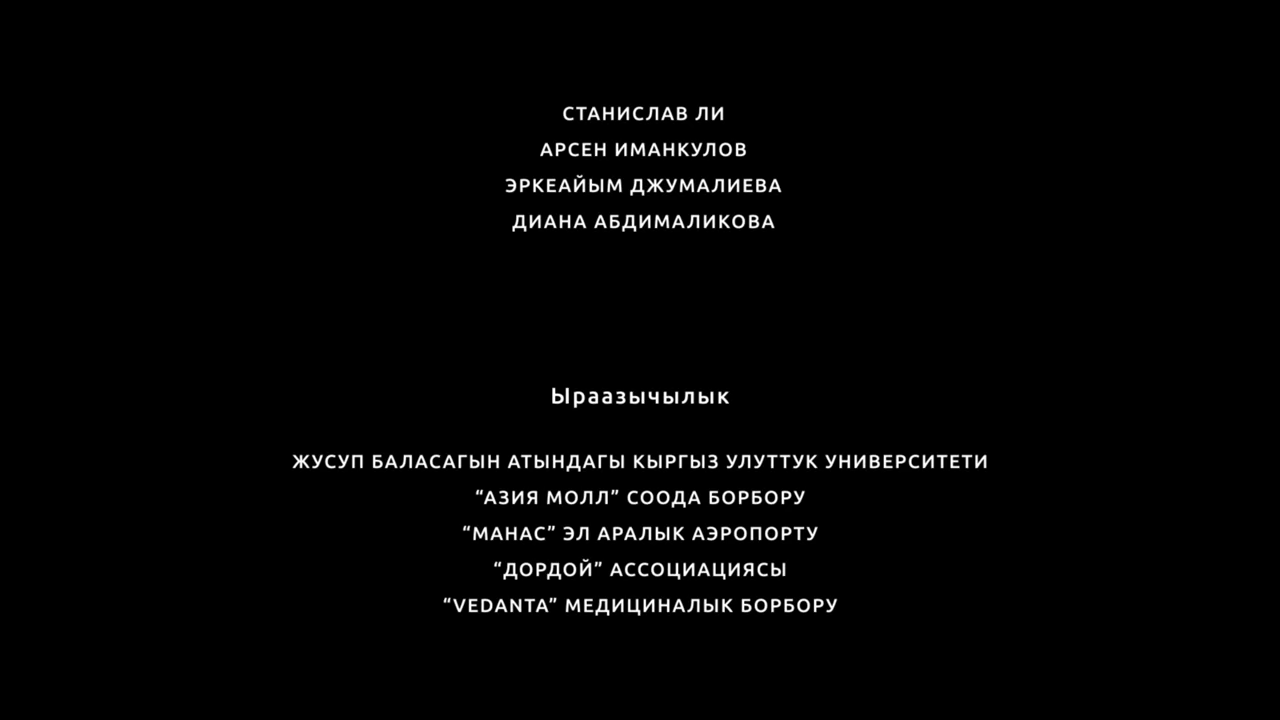 СТАНИСЛАВ ЛИ
АРСЕН ИМАНКУЛОВ
ЭРКЕАЙЫМ ДЖУМАЛИЕВА
ДИАНА АБДИМАЛИКОВА
Ыраазычылык
ЖУСУП БАЛАСАГЫН АТЫНДАГЫ КЫРГЫЗ УЛУТТУК УНИВЕРСИТЕТИ
“АЗИЯ МОЛЛ” СООДА БОРБОРУ
“МАНАС” ЭЛ АРАЛЫК АЭРОПОРТУ
“ДОРДОЙ” АССОЦИАЦИЯСЫ
“VEDANTA” МЕДИЦИНАЛЫК БОРБОРУ